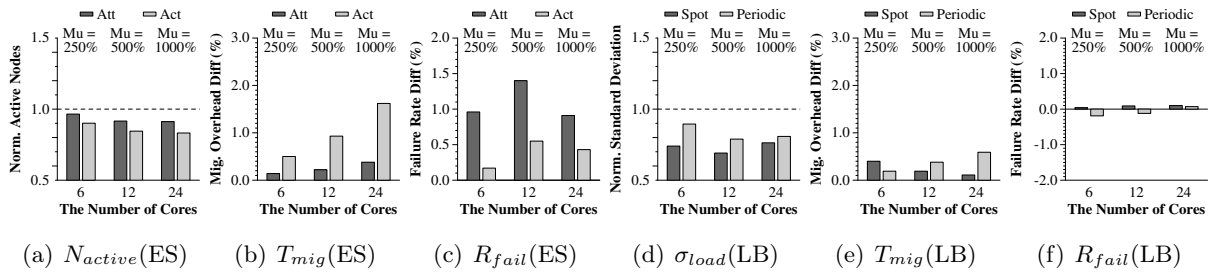 Att Act
Mu = 250% Mu = 500% Mu = 1000%
Norm. Active Nodes
1.5
1.0
0.5
6 12 24
The Number of Cores
(a) N_active(ES)
Att Act
Mu = 250% Mu = 500% Mu = 1000%
Mig. Overhead Diff (%)
3.0
2.0
1.0
0.0
6 12 24
The Number of Cores
(b) T_mig(ES)
Att Act
Mu = 250% Mu = 500% Mu = 1000%
Failure Rate Diff (%)
1.5
1.0
0.5
0.0
6 12 24
The Number of Cores
(c) R_fail(ES)
Spot Periodic
Mu = 250% Mu = 500% Mu = 1000%
Norm. Standard Deviation
1.5
1.0
0.5
6 12 24
The Number of Cores
(d) σ_load(LB)
Spot Periodic
Mu = 250% Mu = 500% Mu = 1000%
Mig. Overhead Diff (%)
3.0
2.0
1.0
0.0
6 12 24
The Number of Cores
(e) T_mig(LB)
Spot Periodic
Mu = 250% Mu = 500% Mu = 1000%
Failure Rate Diff (%)
2.0
1.0
0.0
-1.0
-2.0
6 12 24
The Number of Cores
(f) R_fail(LB)